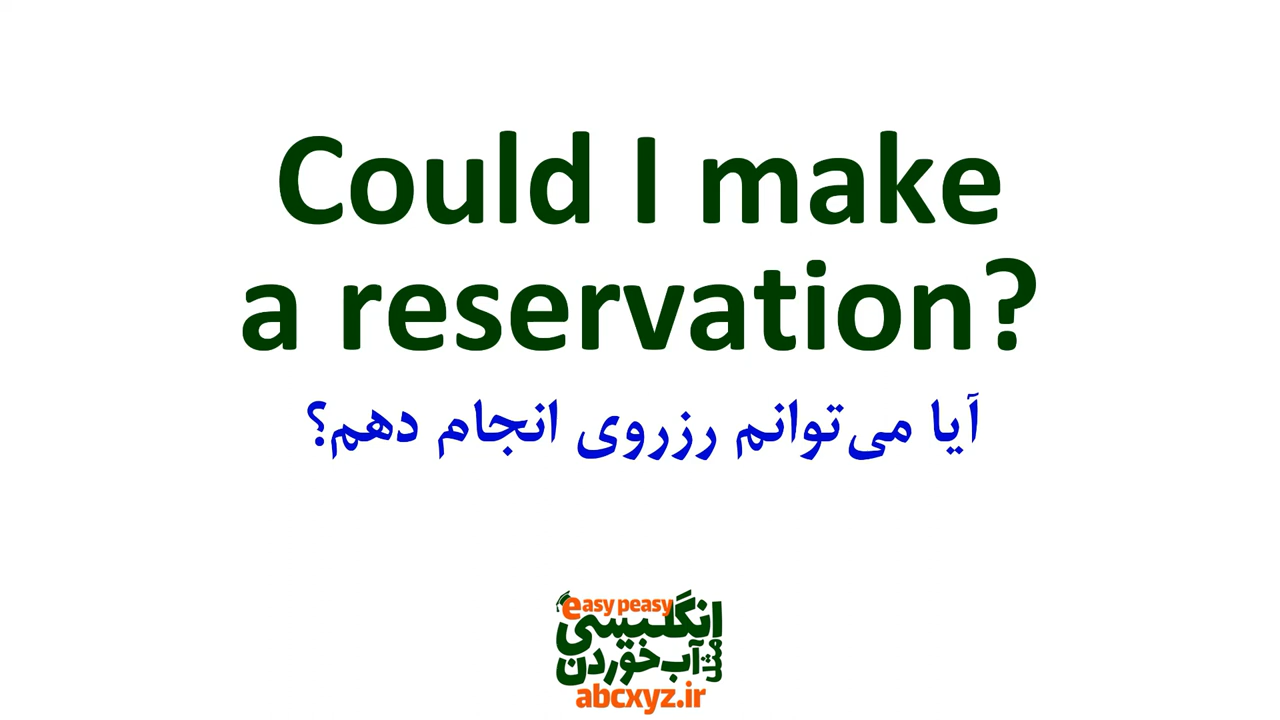 Could I make
a reservation?
آیا می‌توانم رزروی انجام دهم؟
easy peasy
انگلیسی
مثل
آب خوردن
abcxyz.ir